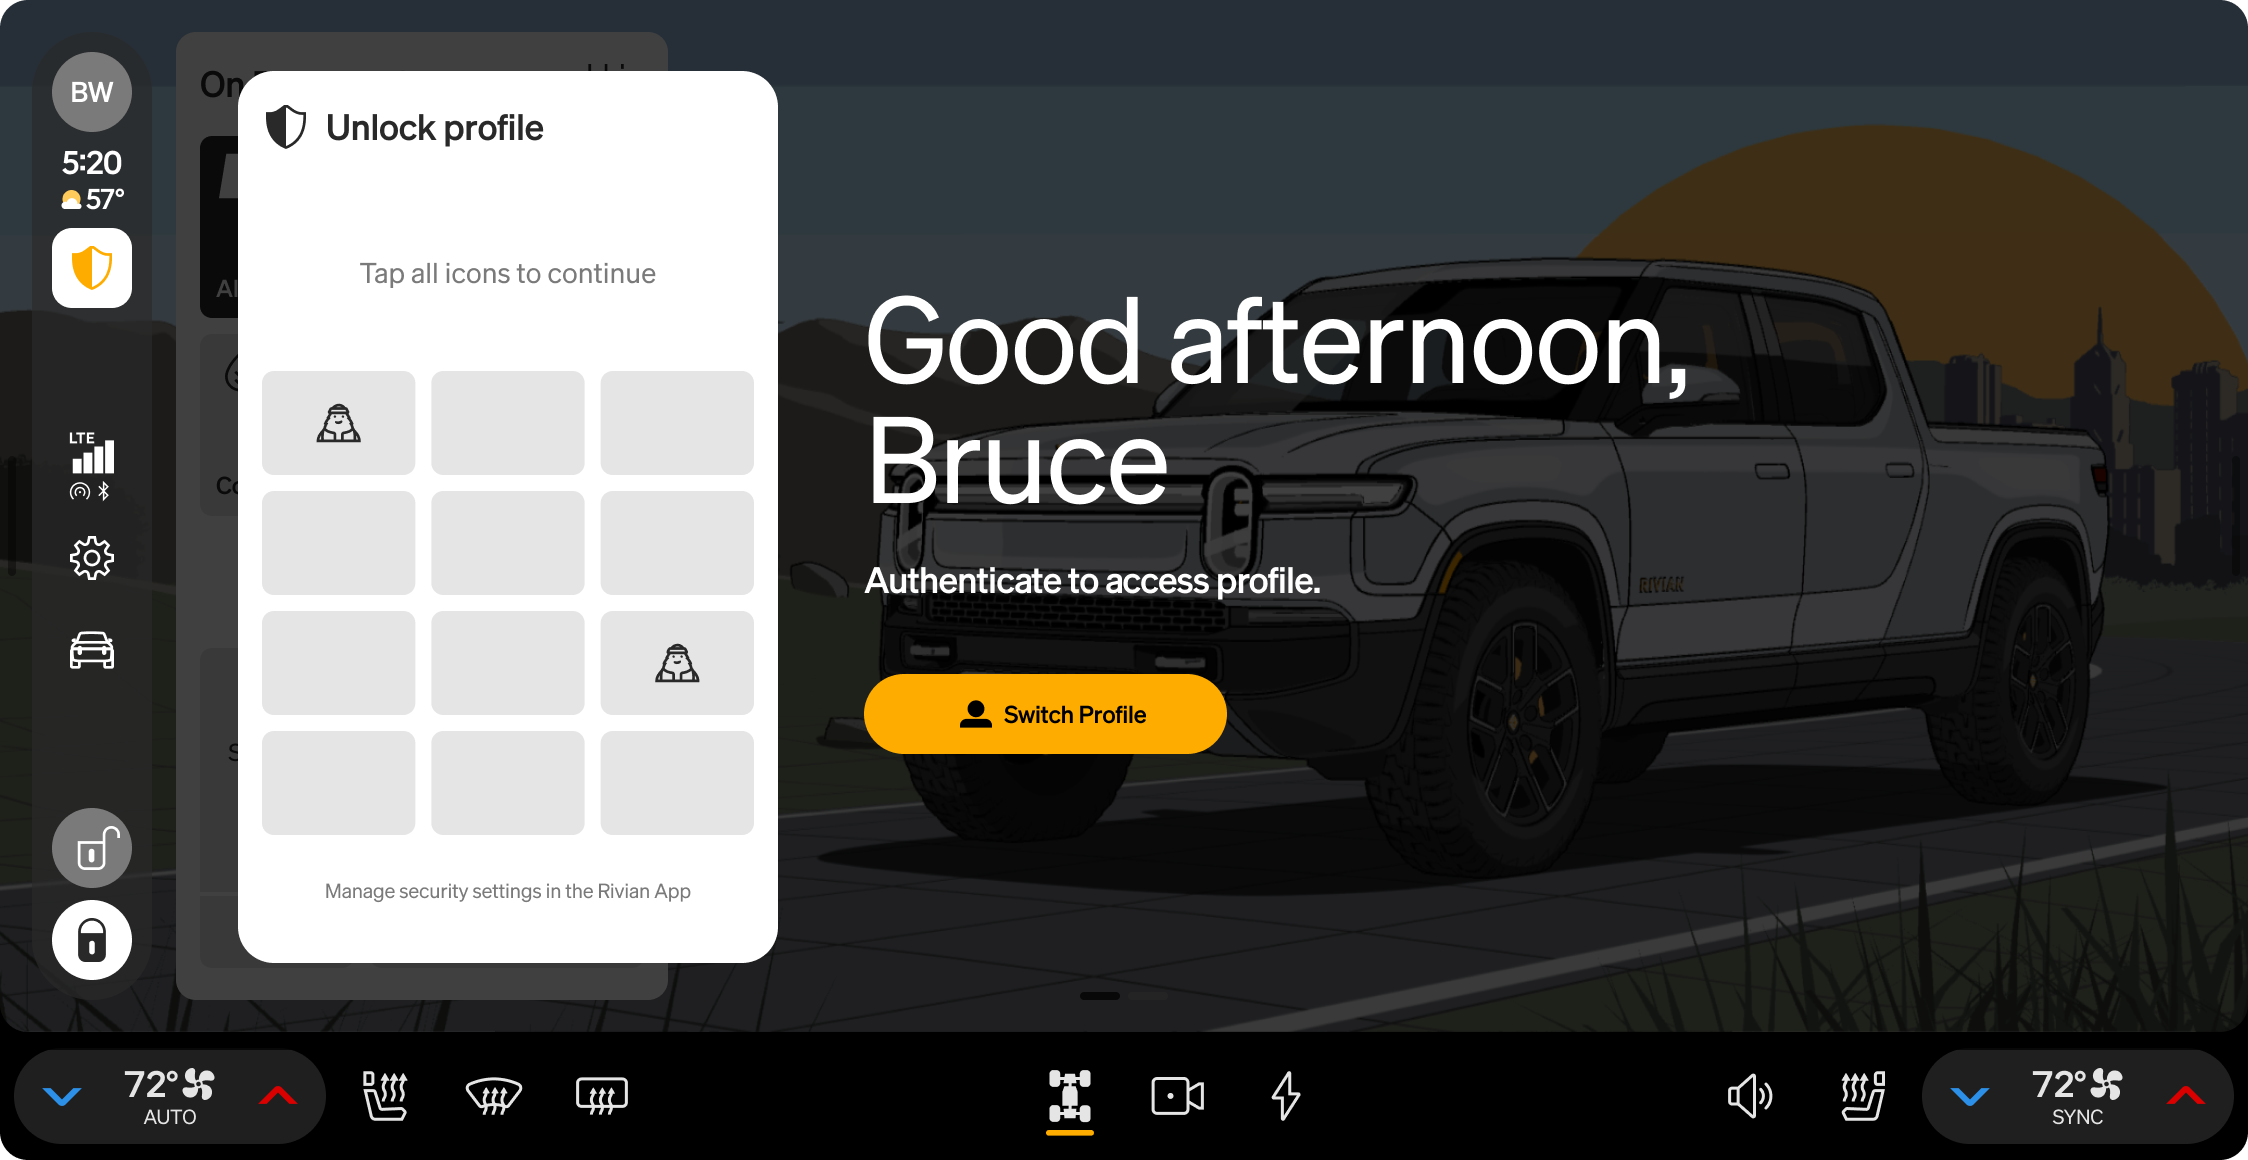 BW
5:20
57°
LTE
On
Unlock profile
Tap all icons to continue
Manage security settings in the Rivian App
Good afternoon,
Bruce
Authenticate to access profile.
Switch Profile
RIVIAN
72°
AUTO
72°
SYNC